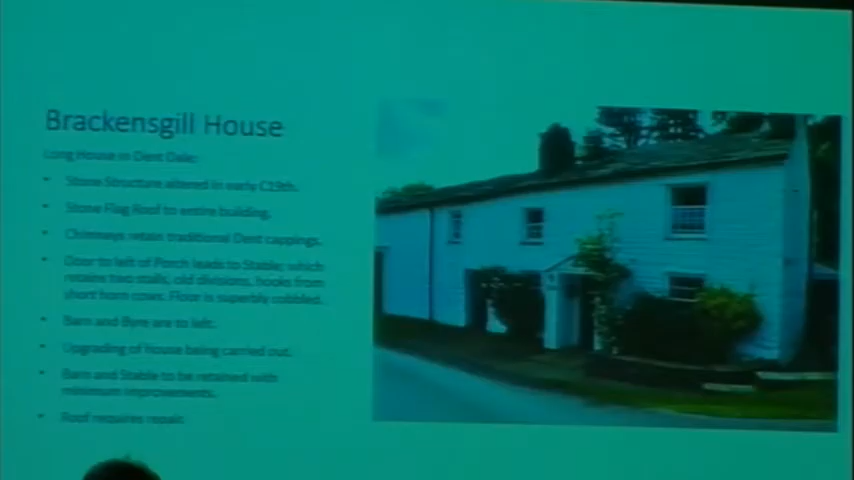 Brackensgill House
Long House in Dent Dale:
• Stone Structure altered in early C19th.
• Stone Flag Roof to entire building.
• Chimneys retain traditional Dent cappings.
• Door to left of Porch leads to Stable; which
retains two stalls, old divisions, hooks from
short horn cows. Floor is superbly cobbled.
• Barn and Byre are to left.
• Upgrading of house being carried out.
• Barn and Stable to be retained with
minimum improvements.
• Roof requires repair.